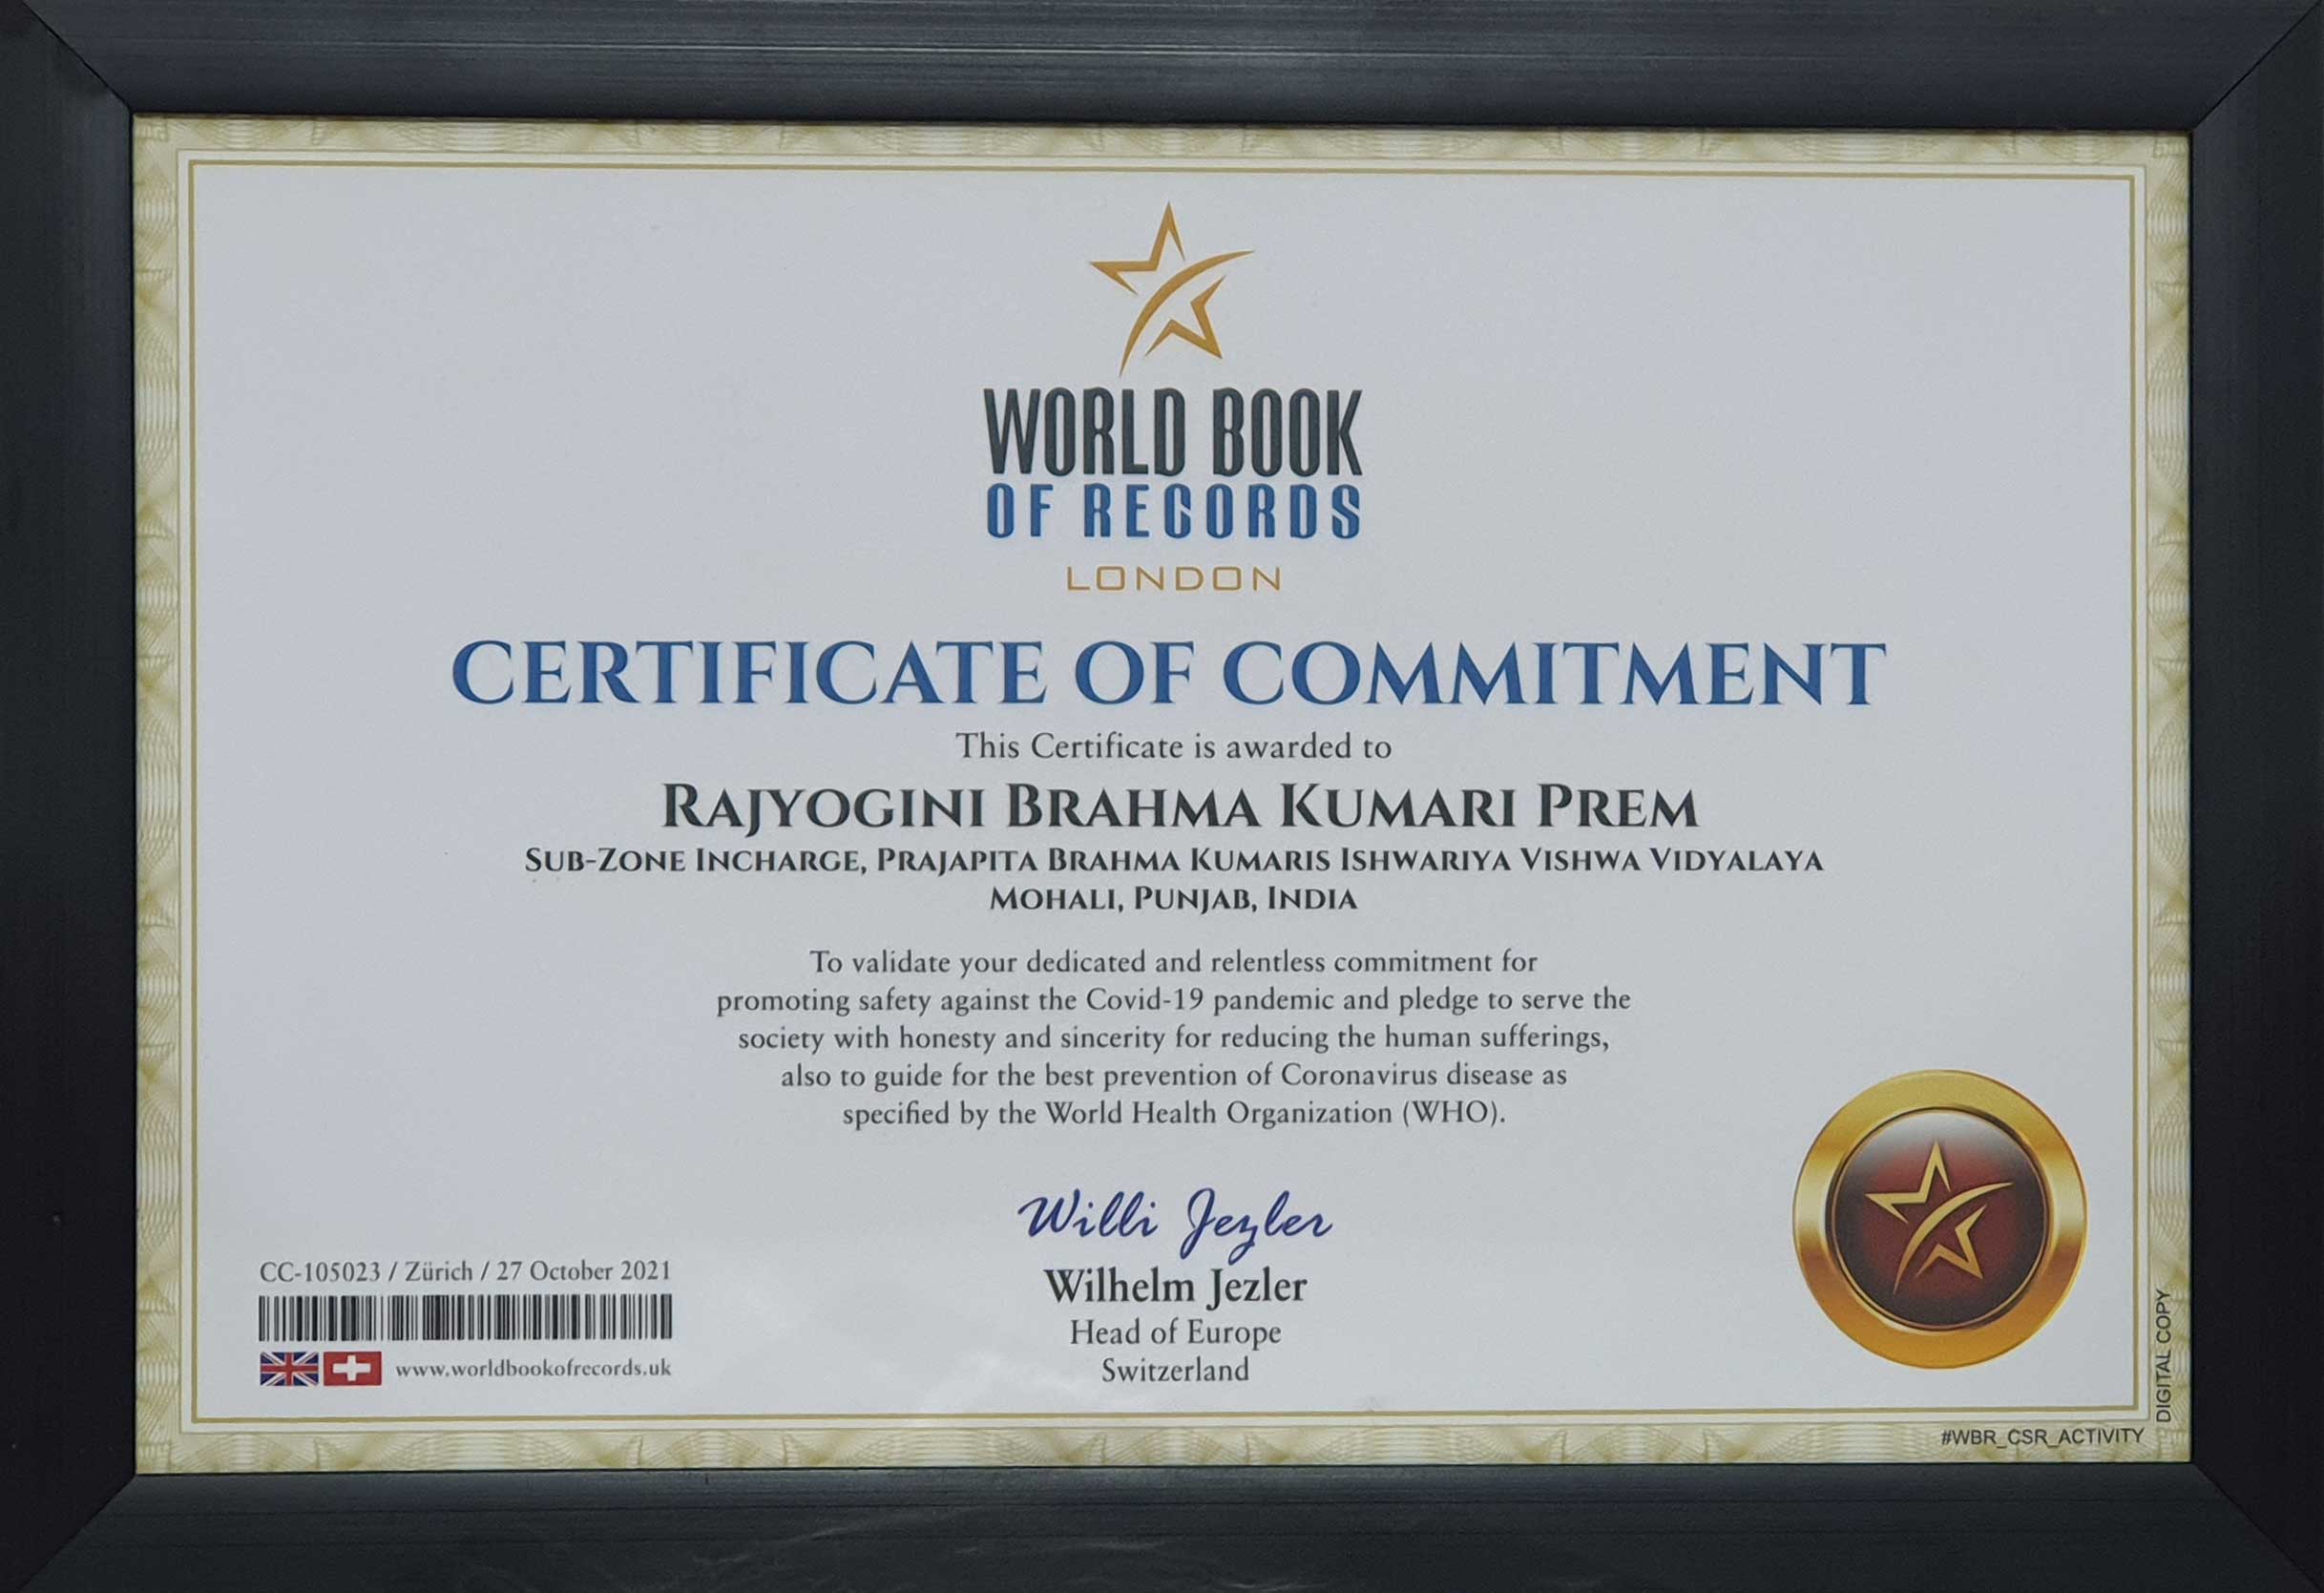 WORLD BOOK
OF RECORDS
LONDON
CERTIFICATE OF COMMITMENT
This Certificate is awarded to
RAJYOGINI BRAHMA KUMARI PREM
SUB-ZONE INCHARGE, PRAJAPITA BRAHMA KUMARIS ISHWARIYA VISHWA VIDYALAYA
MOHALI, PUNJAB, INDIA
To validate your dedicated and relentless commitment for
promoting safety against the Covid-19 pandemic and pledge to serve the
society with honesty and sincerity for reducing the human sufferings,
also to guide for the best prevention of Coronavirus disease as
specified by the World Health Organization (WHO).
Willi Jezler
Wilhelm Jezler
Head of Europe
Switzerland
CC-105023 / Zürich / 27 October 2021
www.worldbookofrecords.uk
DIGITAL COPY
#WBR_CSR_ACTIVITY